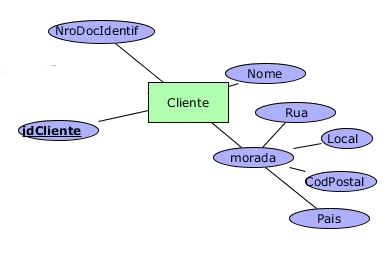 NroDocIdentif
Nome
Cliente
Rua
idCliente
Local
morada
CodPostal
Pais